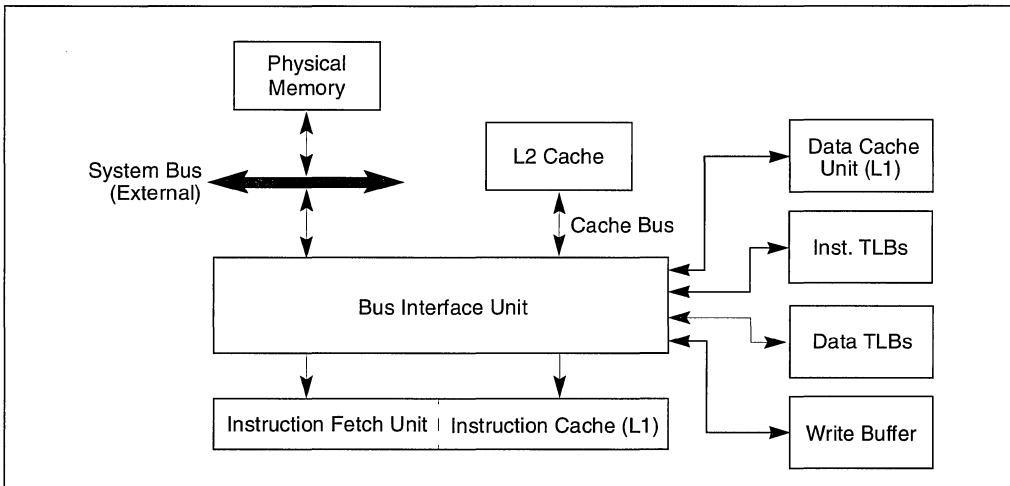 Physical
Memory
System Bus
(External)
L2 Cache
Cache Bus
Data Cache
Unit (L1)
Inst. TLBs
Bus Interface Unit
Data TLBs
Instruction Fetch Unit
Instruction Cache (L1)
Write Buffer